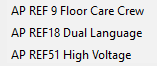 AP REF 9 Floor Care Crew
AP REF18 Dual Language
AP REF51 High Voltage